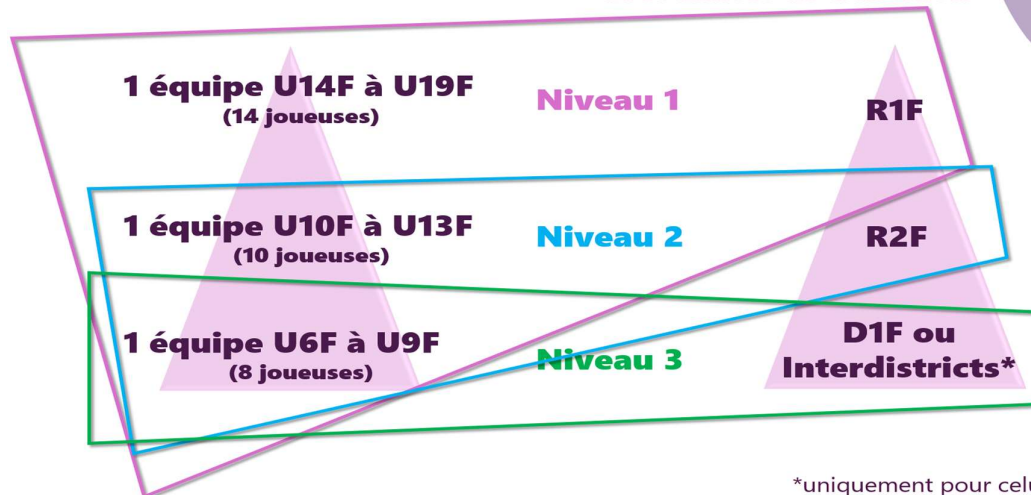 1 équipe U14F à U19F
(14 joueuses)
Niveau 1
R1F
1 équipe U10F à U13F
(10 joueuses)
Niveau 2
R2F
1 équipe U6F à U9F
(8 joueuses)
Niveau 3
D1F ou
Interdistricts*
*uniquement pour